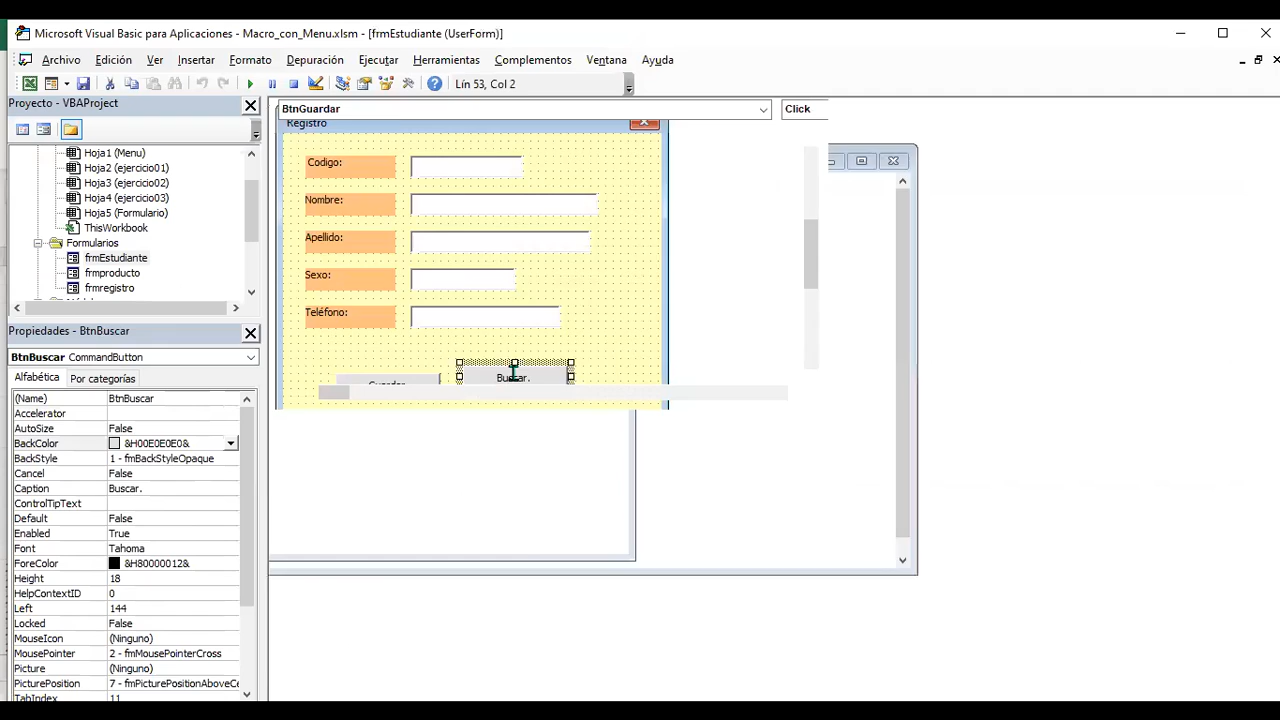 Microsoft Visual Basic para Aplicaciones - Macro_con_Menu.xlsm - [frmEstudiante (UserForm)]
Archivo Edición Ver Insertar Formato Depuración Ejecutar Herramientas Complementos Ventana Ayuda
Lín 53, Col 2
Proyecto - VBAProject
BtnGuardar
Click
Registro
Hoja1 (Menu)
Hoja2 (ejercicio01)
Hoja3 (ejercicio02)
Hoja4 (ejercicio03)
Hoja5 (Formulario)
ThisWorkbook
Formularios
frmEstudiante
frmproducto
frmregistro
Codigo:
Nombre:
Apellido:
Sexo:
Teléfono:
Guardar
Buscar.
Propiedades - BtnBuscar
BtnBuscar CommandButton
Alfabética Por categorías
(Name) BtnBuscar
Accelerator
AutoSize False
BackColor &H00E0E0E0&
BackStyle 1 - fmBackStyleOpaque
Cancel False
Caption Buscar.
ControlTipText
Default False
Enabled True
Font Tahoma
ForeColor &H80000012&
Height 18
HelpContextID 0
Left 144
Locked False
MouseIcon (Ninguno)
MousePointer 2 - fmMousePointerCross
Picture (Ninguno)
PicturePosition 7 - fmPicturePositionAboveCe
TabIndex 11